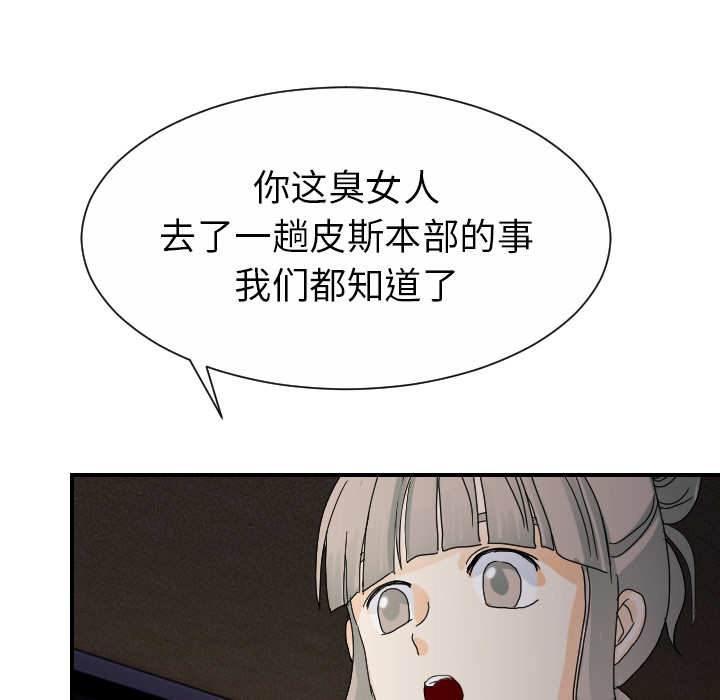 你这臭女人
去了一趟皮斯本部的事
我们都知道了